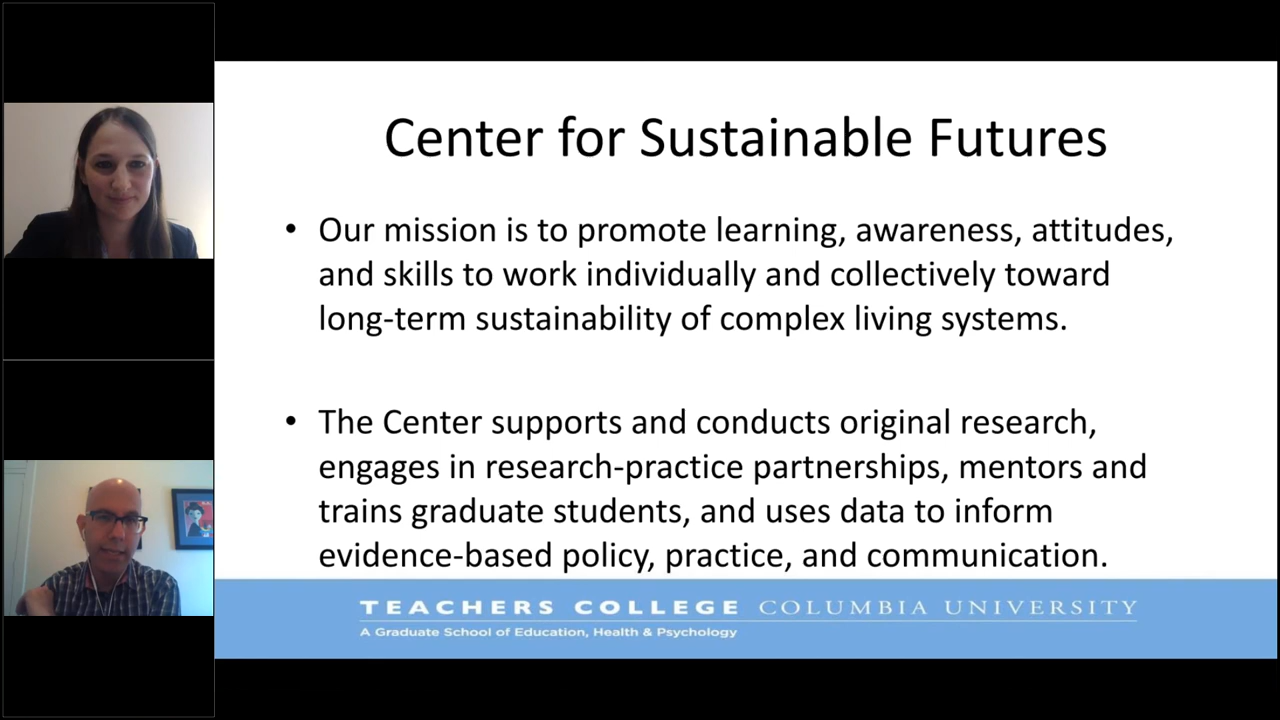 Center for Sustainable Futures
• Our mission is to promote learning, awareness, attitudes,
and skills to work individually and collectively toward
long-term sustainability of complex living systems.
• The Center supports and conducts original research,
engages in research-practice partnerships, mentors and
trains graduate students, and uses data to inform
evidence-based policy, practice, and communication.
TEACHERS COLLEGE COLUMBIA UNIVERSITY
A Graduate School of Education, Health & Psychology